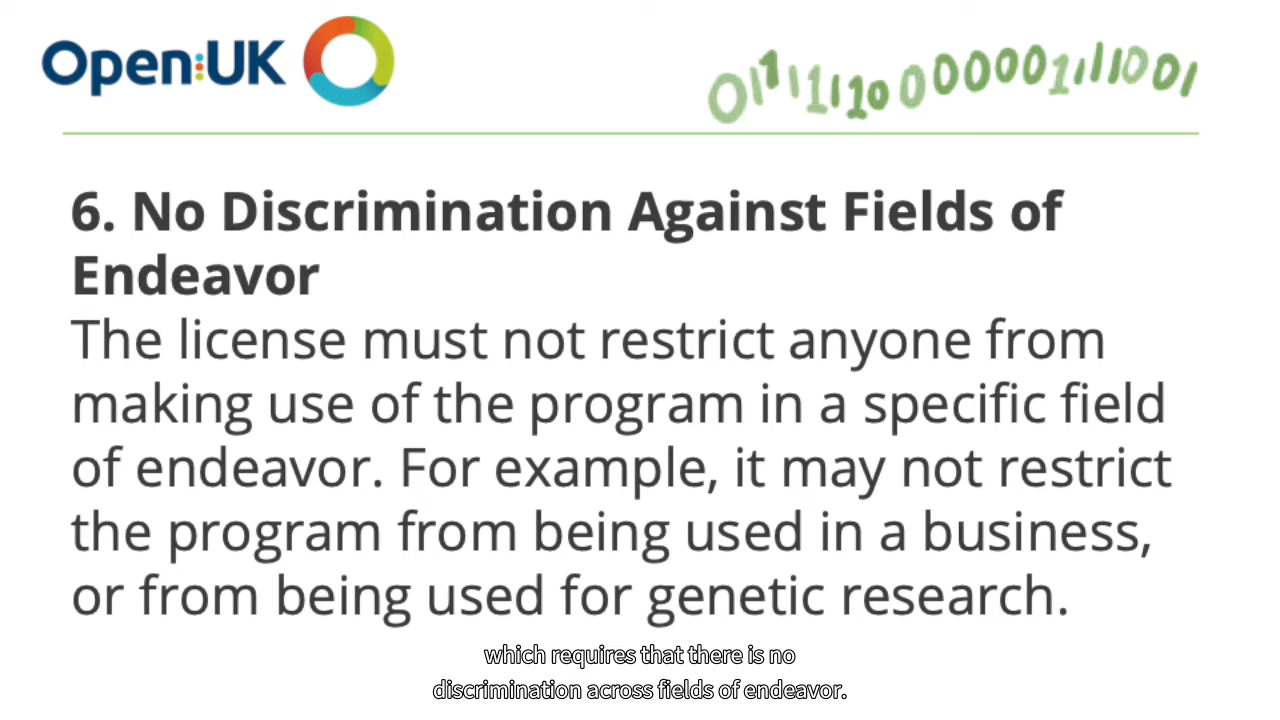 Open:UK
01111110000000111110001
6. No Discrimination Against Fields of
Endeavor
The license must not restrict anyone from
making use of the program in a specific field
of endeavor. For example, it may not restrict
the program from being used in a business,
or from being used for genetic research.
which requires that there is no
discrimination across fields of endeavor.